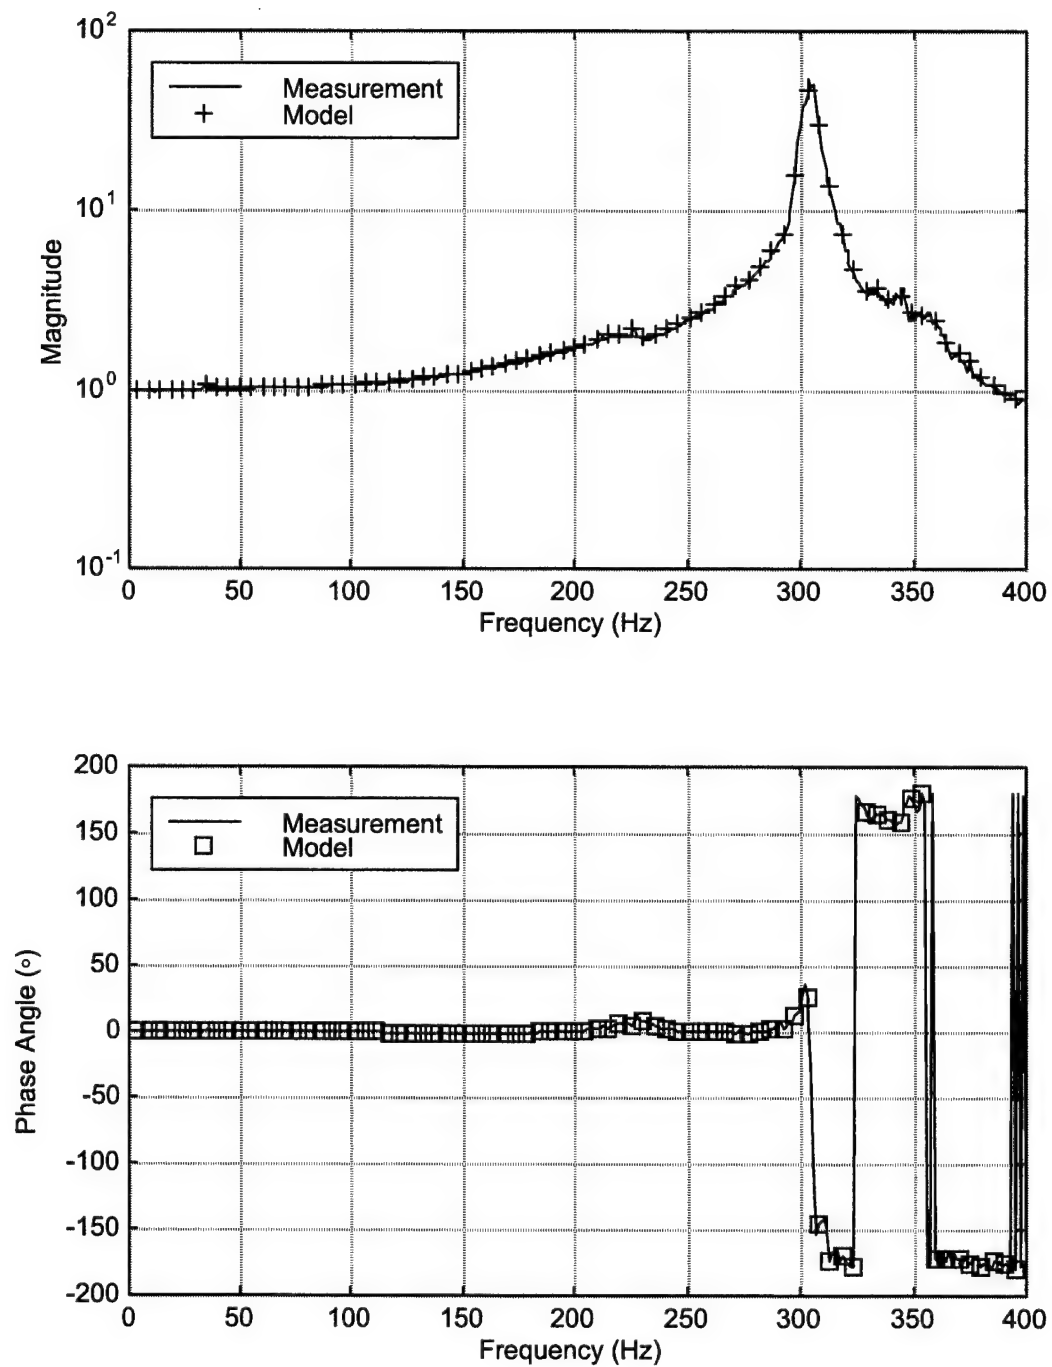 10^2
Measurement
Model
10^1
Magnitude
10^0
10^-1
0 50 100 150 200 250 300 350 400
Frequency (Hz)
200
Measurement
150
Model
100
50
Phase Angle (°)
0
-50
-100
-150
-200
0 50 100 150 200 250 300 350 400
Frequency (Hz)